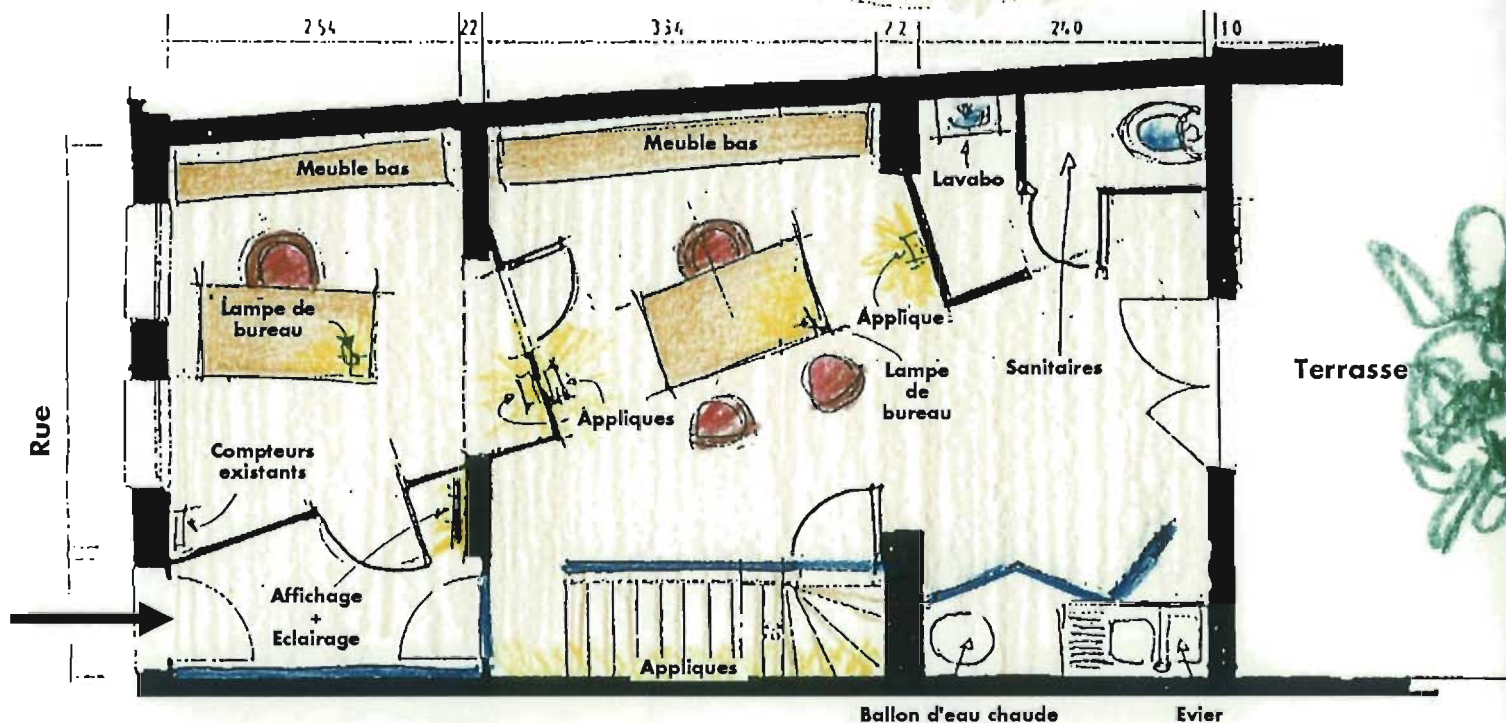 254 22 334 22 240 10
Meuble bas
Meuble bas
Lavabo
Lampe de
bureau
Applique
Sanitaires
Terrasse
Lampe
de
bureau
Appliques
Rue
Compteurs
existants
Affichage
+
Eclairage
Appliques
Ballon d'eau chaude
Evier